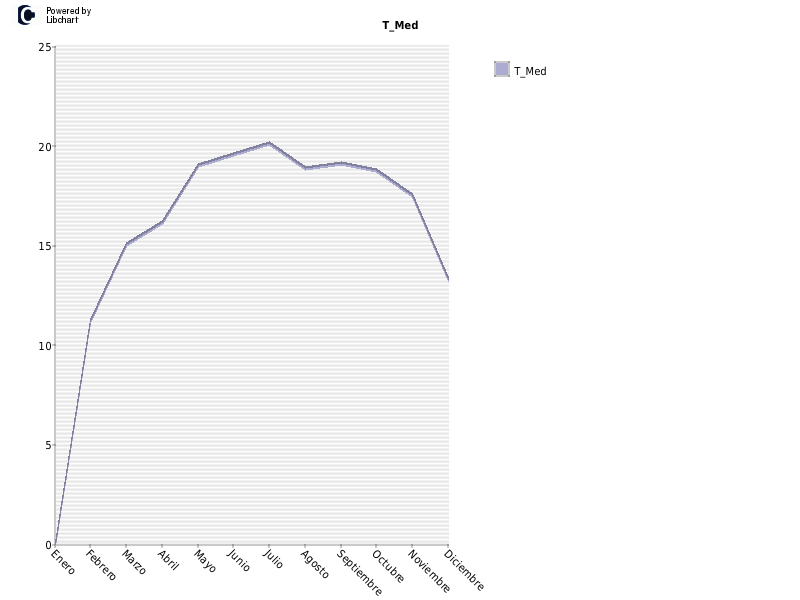 Powered by
Libchart
T_Med
25
20
15
10
5
0
T_Med
Enero
Febrero
Marzo
Abril
Mayo
Junio
Julio
Agosto
Septiembre
Octubre
Noviembre
Diciembre